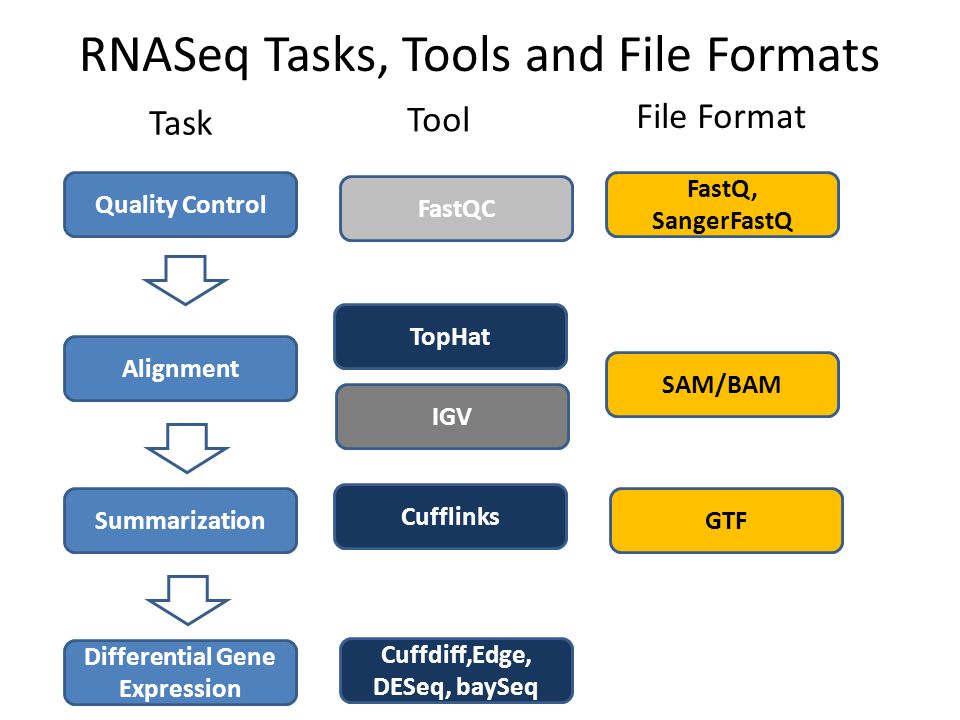 RNASeq Tasks, Tools and File Formats
Task
Tool
File Format
Quality Control
FastQC
FastQ,
SangerFastQ
Alignment
TopHat
IGV
SAM/BAM
Summarization
Cufflinks
GTF
Differential Gene
Expression
Cuffdiff,Edge,
DESeq, baySeq